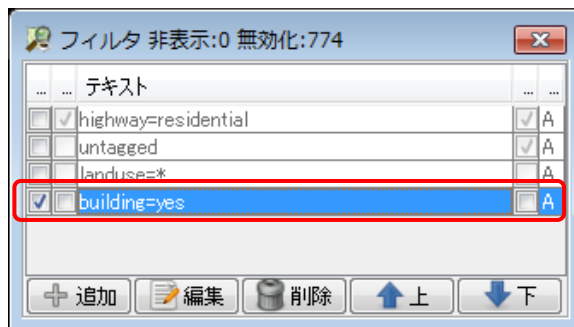 フィルタ 非表示:0 無効化:774
... ... テキスト ... ...
highway=residential A
untagged A
landuse=* A
building=yes A
追加 編集 削除 上 下